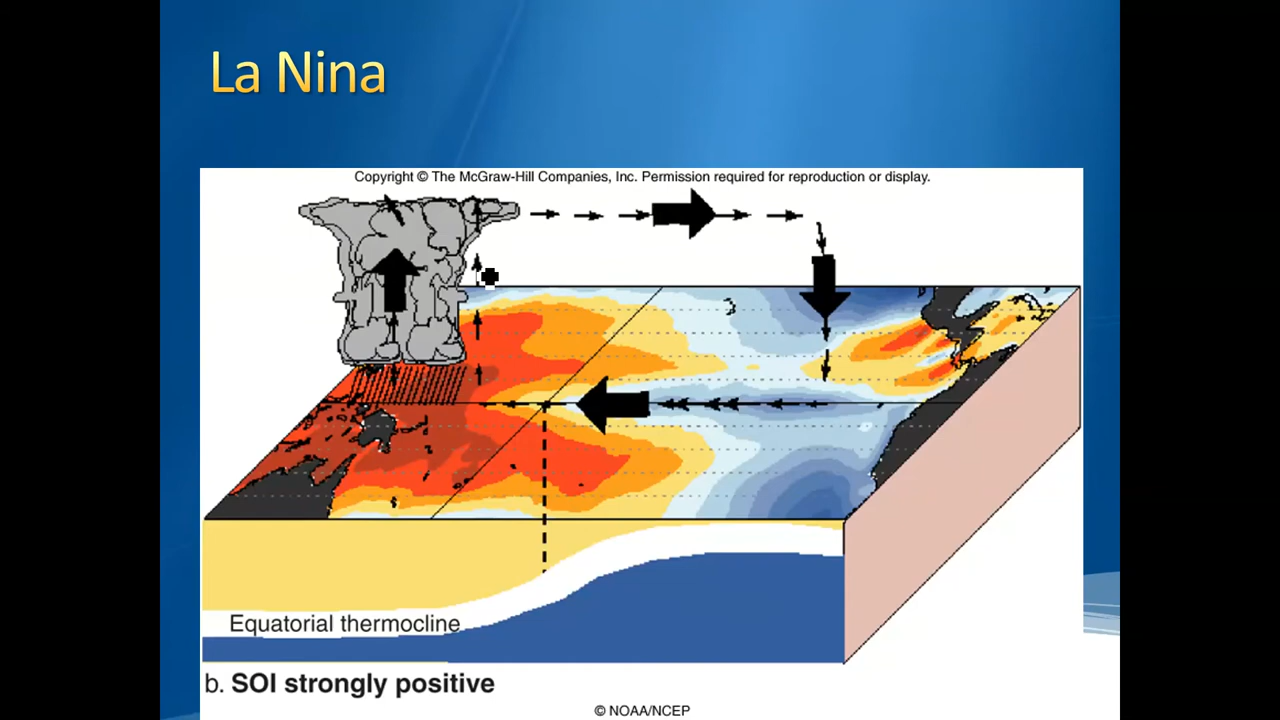 La Nina
Copyright © The McGraw-Hill Companies, Inc. Permission required for reproduction or display.
Equatorial thermocline
b. SOI strongly positive
© NOAA/NCEP